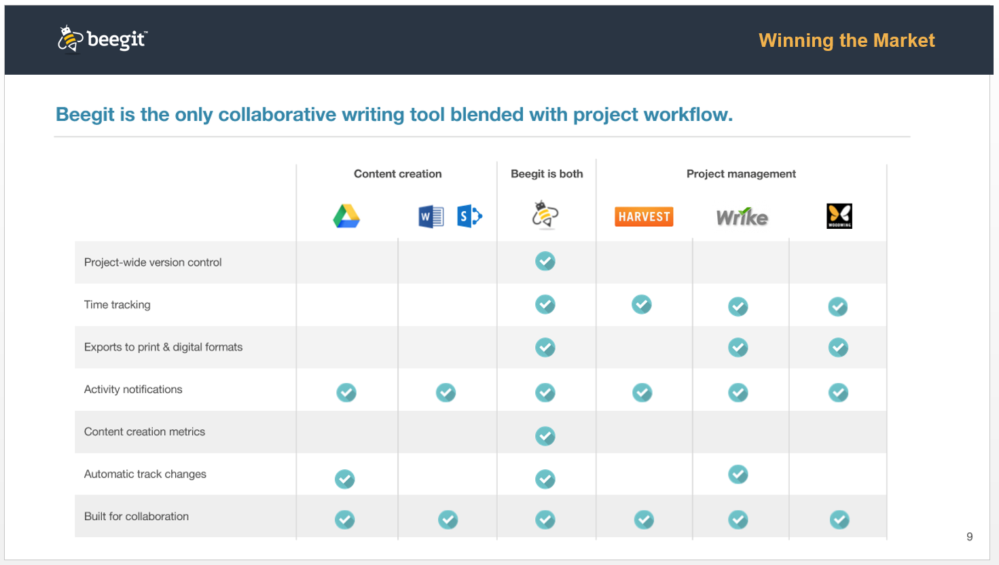 beegit™
Winning the Market
Beegit is the only collaborative writing tool blended with project workflow.
Content creation
Beegit is both
Project management
W
S
HARVEST
Wrike
WOODWING
Project-wide version control
Time tracking
Exports to print & digital formats
Activity notifications
Content creation metrics
Automatic track changes
Built for collaboration
9